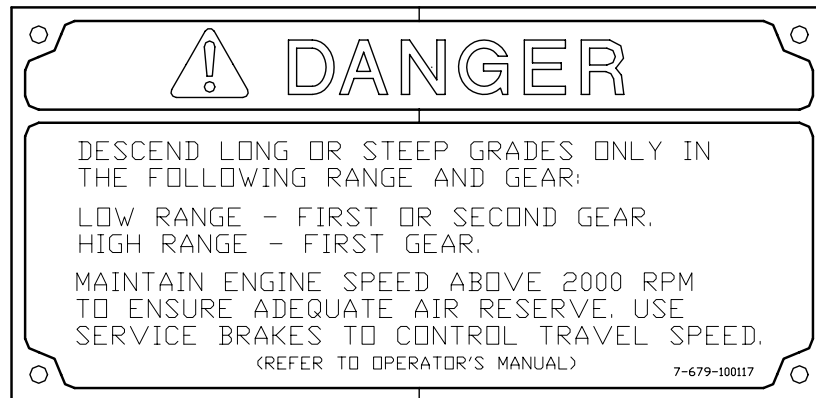 DANGER
DESCEND LONG OR STEEP GRADES ONLY IN
THE FOLLOWING RANGE AND GEAR:
LOW RANGE - FIRST OR SECOND GEAR.
HIGH RANGE - FIRST GEAR.
MAINTAIN ENGINE SPEED ABOVE 2000 RPM
TO ENSURE ADEQUATE AIR RESERVE. USE
SERVICE BRAKES TO CONTROL TRAVEL SPEED.
(REFER TO OPERATOR'S MANUAL)
7-679-100117